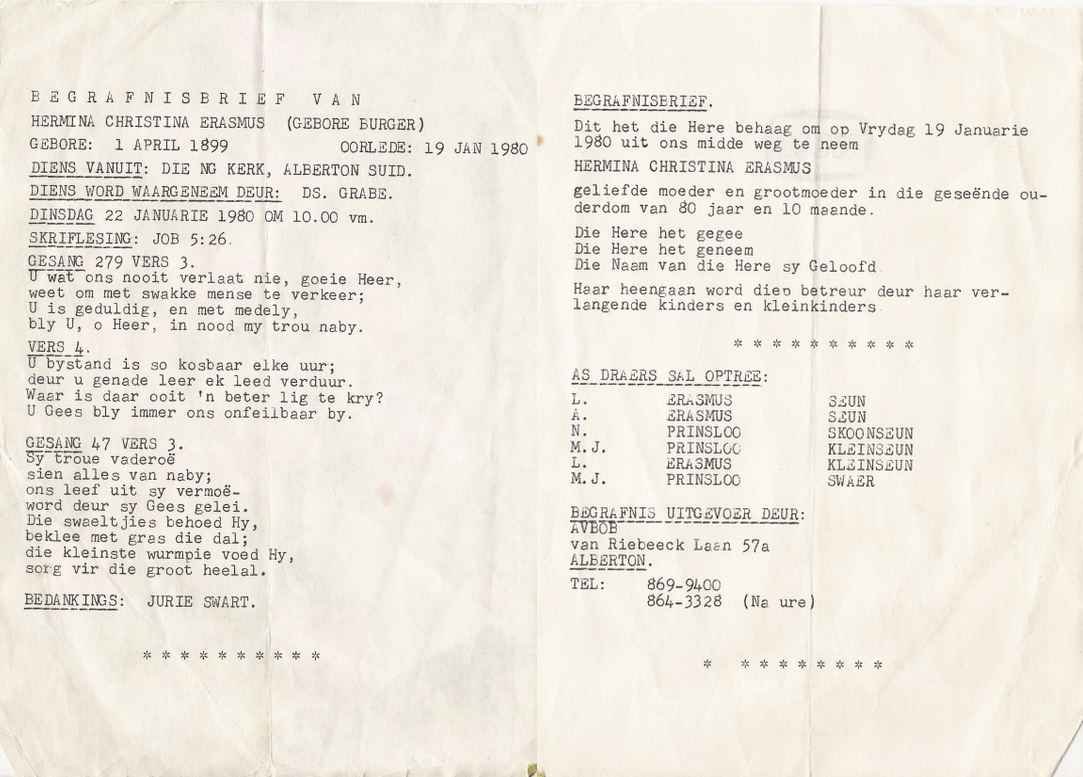 B E G R A F N I S B R I E F   V A N
HERMINA CHRISTINA ERASMUS (GEBORE BURGER)
GEBORE: 1 APRIL 1899 OORLEDE: 19 JAN 1980
DIENS VANUIT: DIE NG KERK, ALBERTON SUID.
DIENS WORD WAARGENEEM DEUR: DS. GRABE.
DINSDAG 22 JANUARIE 1980 OM 10.00 vm.
SKRIFLESING: JOB 5:26.
GESANG 279 VERS 3.
U wat ons nooit verlaat nie, goeie Heer,
weet om met swakke mense te verkeer;
U is geduldig, en met medely,
bly U, o Heer, in nood my trou naby.
VERS 4.
U bystand is so kosbaar elke uur;
deur u genade leer ek leed verduur.
Waar is daar ooit 'n beter lig te kry?
U Gees bly immer ons onfeilbaar by.
GESANG 47 VERS 3.
Sy troue vaderoë
sien alles van naby;
ons leef uit sy vermoë-
word deur sy Gees gelei.
Die swaeltjies behoed Hy,
beklee met gras die dal;
die kleinste wurmpie voed Hy,
sorg vir die groot heelal.
BEDANKINGS: JURIE SWART.
* * * * * * * * * *
BEGRAFNISBRIEF.
Dit het die Here behaag om op Vrydag 19 Januarie
1980 uit ons midde weg te neem
HERMINA CHRISTINA ERASMUS
geliefde moeder en grootmoeder in die geseënde ou-
derdom van 80 jaar en 10 maande.
Die Here het gegee
Die Here het geneem
Die Naam van die Here sy Geloofd
Haar heengaan word diep betreur deur haar ver-
langende kinders en kleinkinders
* * * * * * * * * *
AS DRAERS SAL OPTREE:
L. ERASMUS SEUN
A. ERASMUS SEUN
N. PRINSLOO SKOONSEUN
M.J. PRINSLOO KLEINSEUN
L. ERASMUS KLEINSEUN
M.J. PRINSLOO SWAER
BEGRAFNIS UITGEVOER DEUR:
AVBOB
van Riebeeck Laan 57a
ALBERTON.
TEL: 869-9400
864-3328 (Na ure)
* * * * * * * * *